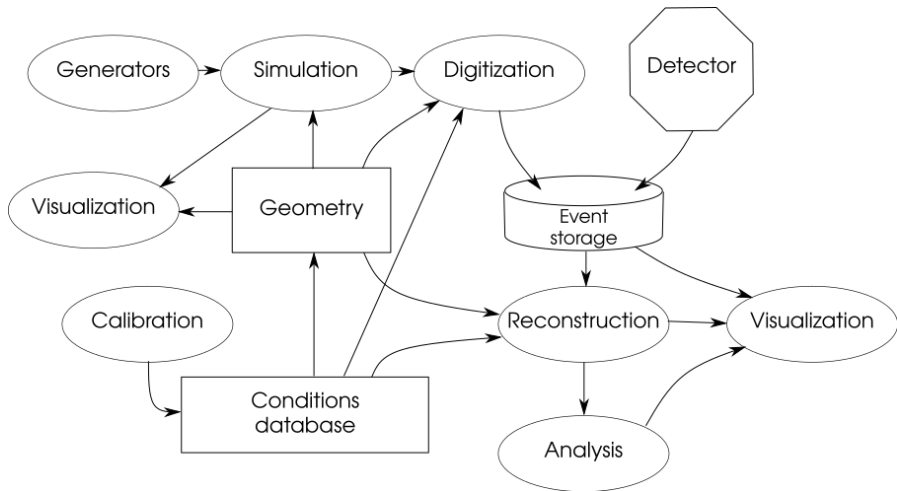 Generators
Simulation
Digitization
Detector
Visualization
Geometry
Event
storage
Calibration
Reconstruction
Visualization
Conditions
database
Analysis